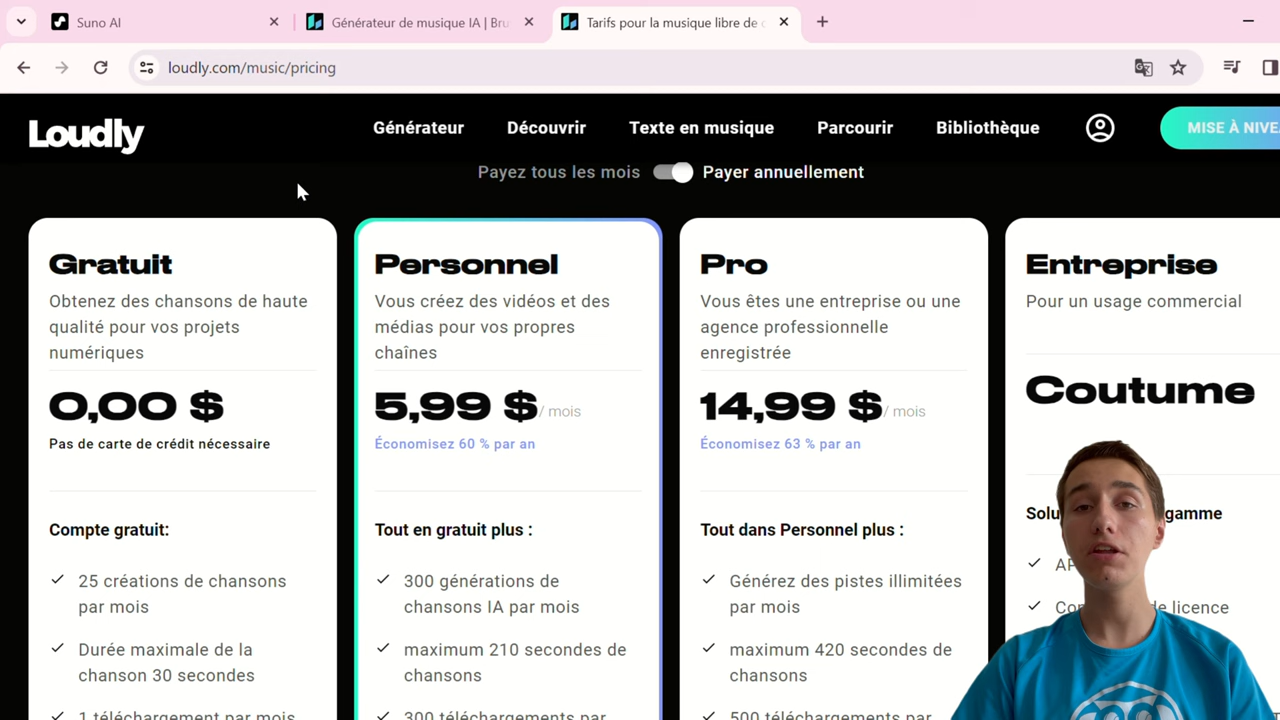 Suno AI
Générateur de musique IA | Bru
Tarifs pour la musique libre de
loudly.com/music/pricing
Loudly
Générateur
Découvrir
Texte en musique
Parcourir
Bibliothèque
MISE À NIVE
Payez tous les mois
Payer annuellement
Gratuit
Obtenez des chansons de haute
qualité pour vos projets
numériques
0,00 $
Pas de carte de crédit nécessaire
Compte gratuit:
25 créations de chansons
par mois
Durée maximale de la
chanson 30 secondes
1 téléchargement par mois
Personnel
Vous créez des vidéos et des
médias pour vos propres
chaînes
5,99 $ / mois
Économisez 60 % par an
Tout en gratuit plus :
300 générations de
chansons IA par mois
maximum 210 secondes de
chansons
300 téléchargements par
Pro
Vous êtes une entreprise ou une
agence professionnelle
enregistrée
14,99 $ / mois
Économisez 63 % par an
Tout dans Personnel plus :
Générez des pistes illimitées
par mois
maximum 420 secondes de
chansons
500 téléchargements par
Entreprise
Pour un usage commercial
Coutume
gamme
de licence